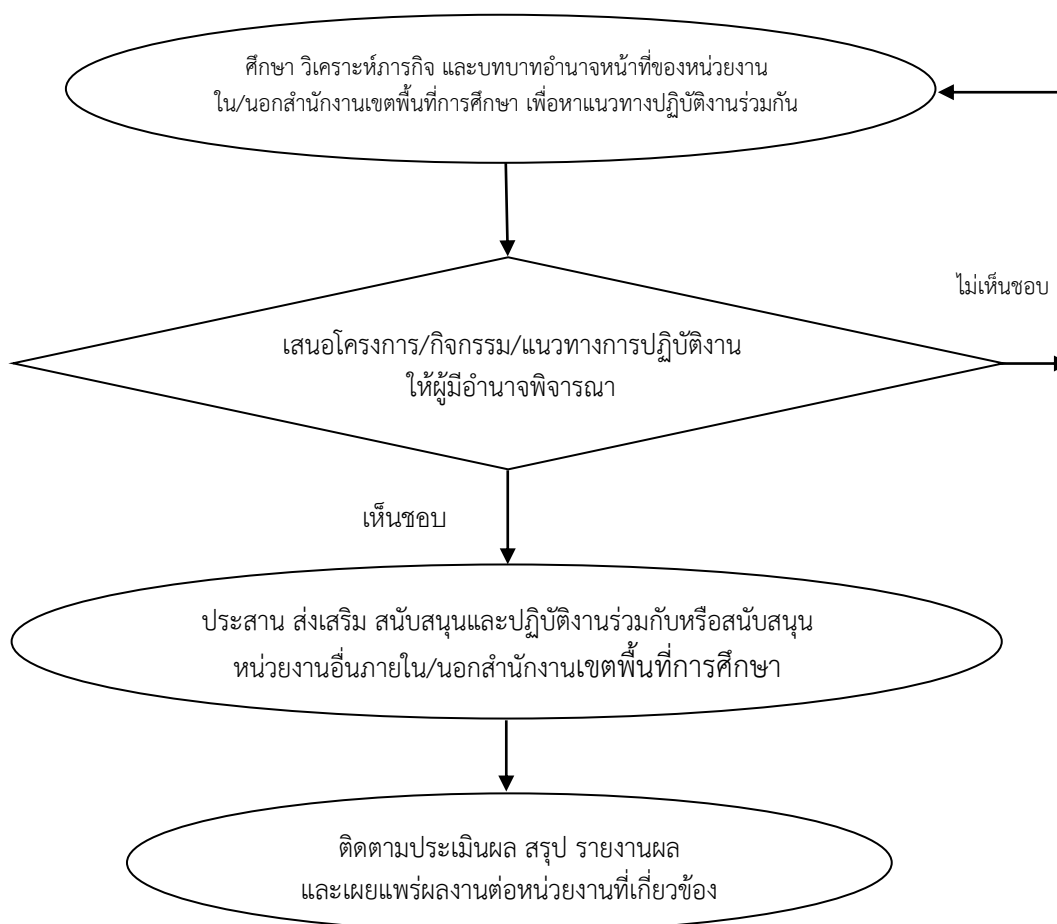 ศึกษา วิเคราะห์ภารกิจ และบทบาทอำนาจหน้าที่ของหน่วยงาน
ใน/นอกสำนักงานเขตพื้นที่การศึกษา เพื่อหาแนวทางปฏิบัติงานร่วมกัน
ไม่เห็นชอบ
เสนอโครงการ/กิจกรรม/แนวทางการปฏิบัติงาน
ให้ผู้มีอำนาจพิจารณา
เห็นชอบ
ประสาน ส่งเสริม สนับสนุนและปฏิบัติงานร่วมกับหรือสนับสนุน
หน่วยงานอื่นภายใน/นอกสำนักงานเขตพื้นที่การศึกษา
ติดตามประเมินผล สรุป รายงานผล
และเผยแพร่ผลงานต่อหน่วยงานที่เกี่ยวข้อง